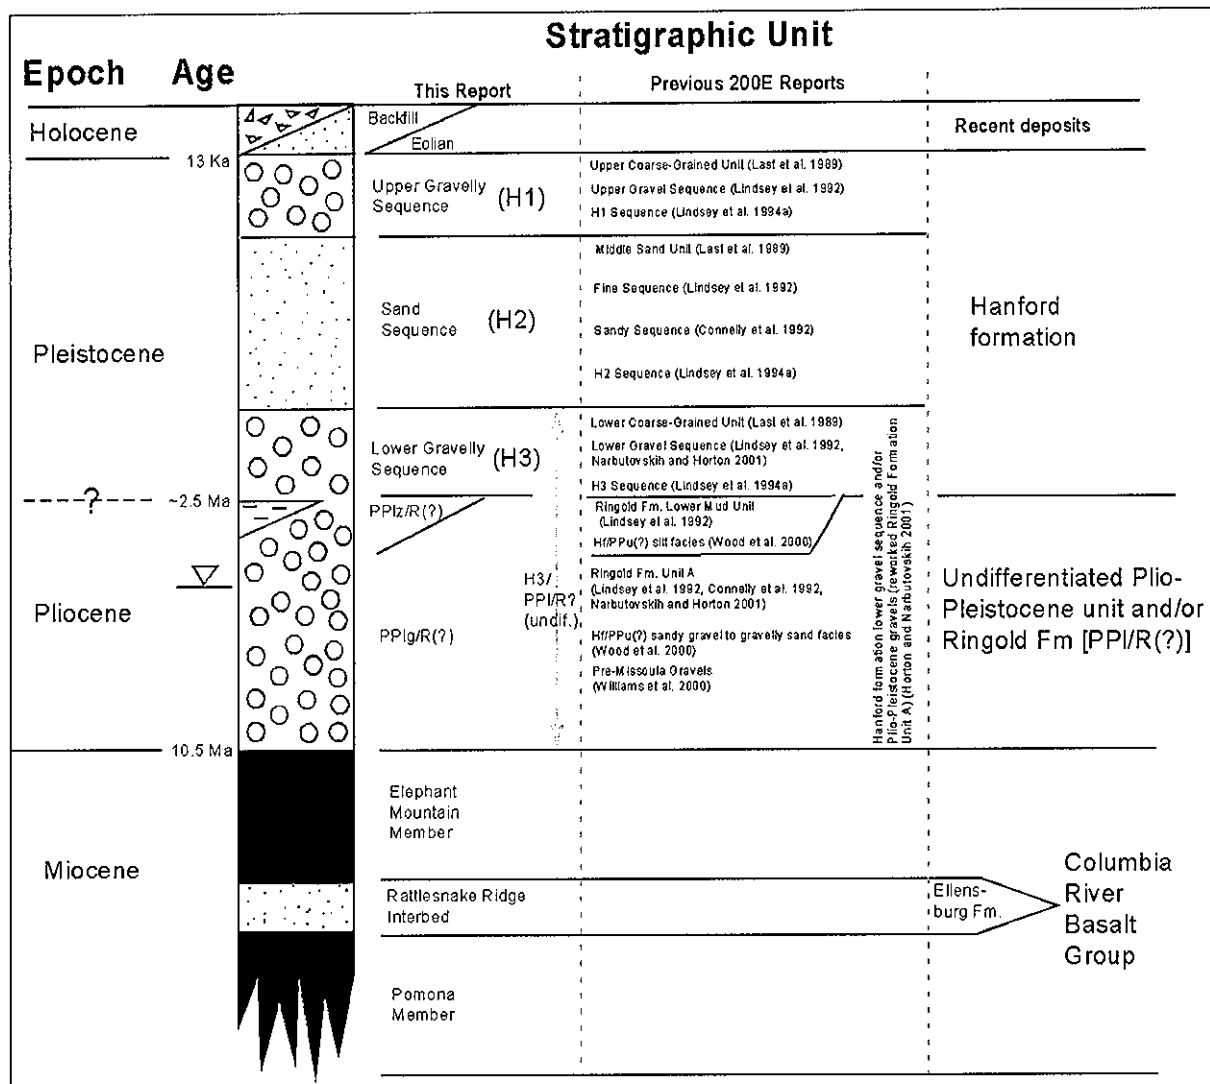 Stratigraphic Unit
Epoch Age
This Report
Previous 200E Reports
Holocene
Backfill
Eolian
Recent deposits
13 Ka
Upper Gravelly
Sequence
(H1)
Upper Coarse-Grained Unit (Last et al. 1989)
Upper Gravel Sequence (Lindsey et al. 1992)
H1 Sequence (Lindsey et al. 1994a)
Pleistocene
Sand
Sequence
(H2)
Middle Sand Unit (Last et al. 1989)
Fine Sequence (Lindsey et al. 1992)
Sandy Sequence (Connelly et al. 1992)
H2 Sequence (Lindsey et al. 1994a)
Hanford
formation
Lower Gravelly
Sequence
(H3)
Lower Coarse-Grained Unit (Last et al. 1989)
Lower Gravel Sequence (Lindsey et al. 1992,
Narbutovskih and Horton 2001)
H3 Sequence (Lindsey et al. 1994a)
?
~2.5 Ma
PPlz/R(?)
Ringold Fm. Lower Mud Unit
(Lindsey et al. 1992)
Hf/PPu(?) silt facies (Wood et al. 2000)
Pliocene
PPlg/R(?)
H3/
PPl/R?
(undif.)
Ringold Fm. Unit A
(Lindsey et al. 1992, Connelly et al. 1992,
Narbutovskih and Horton 2001)
Hf/PPu(?) sandy gravel to gravelly sand facies
(Wood et al. 2000)
Pre-Missoula Gravels
(Williams et al. 2000)
Hanford formation lower gravel sequence and/or
Plio-Pleistocene gravels (reworked Ringold Formation
Unit A) (Horton and Narbutovskih 2001)
Undifferentiated Plio-
Pleistocene unit and/or
Ringold Fm [PPl/R(?)]
10.5 Ma
Miocene
Elephant
Mountain
Member
Rattlesnake Ridge
Interbed
Ellens-
burg Fm.
Columbia
River
Basalt
Group
Pomona
Member